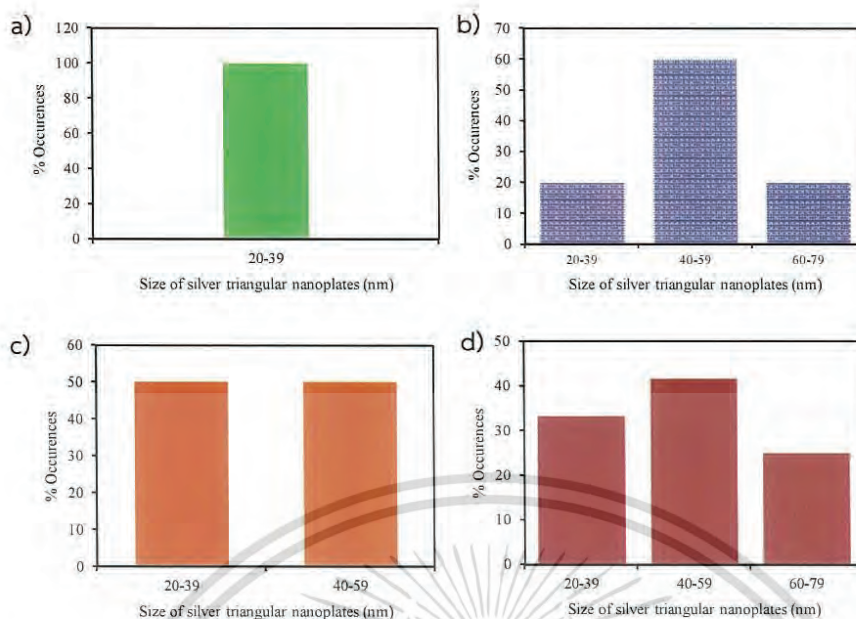 a)
120
100
80
60
40
20
0
% Occurences
20-39
Size of silver triangular nanoplates (nm)
b)
70
60
50
40
30
20
10
0
% Occurences
20-39 40-59 60-79
Size of silver triangular nanoplates (nm)
c)
60
50
40
30
20
10
0
% Occurences
20-39 40-59
Size of silver triangular nanoplates (nm)
d)
50
40
30
20
10
0
% Occurences
20-39 40-59 60-79
Size of silver triangular nanoplates (nm)